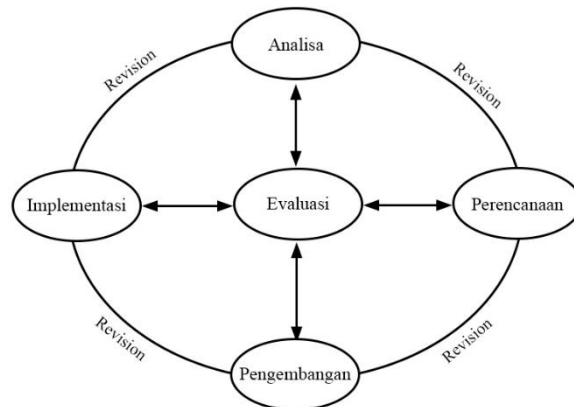 Analisa
Revision
Revision
Implementasi
Evaluasi
Perencanaan
Revision
Revision
Pengembangan